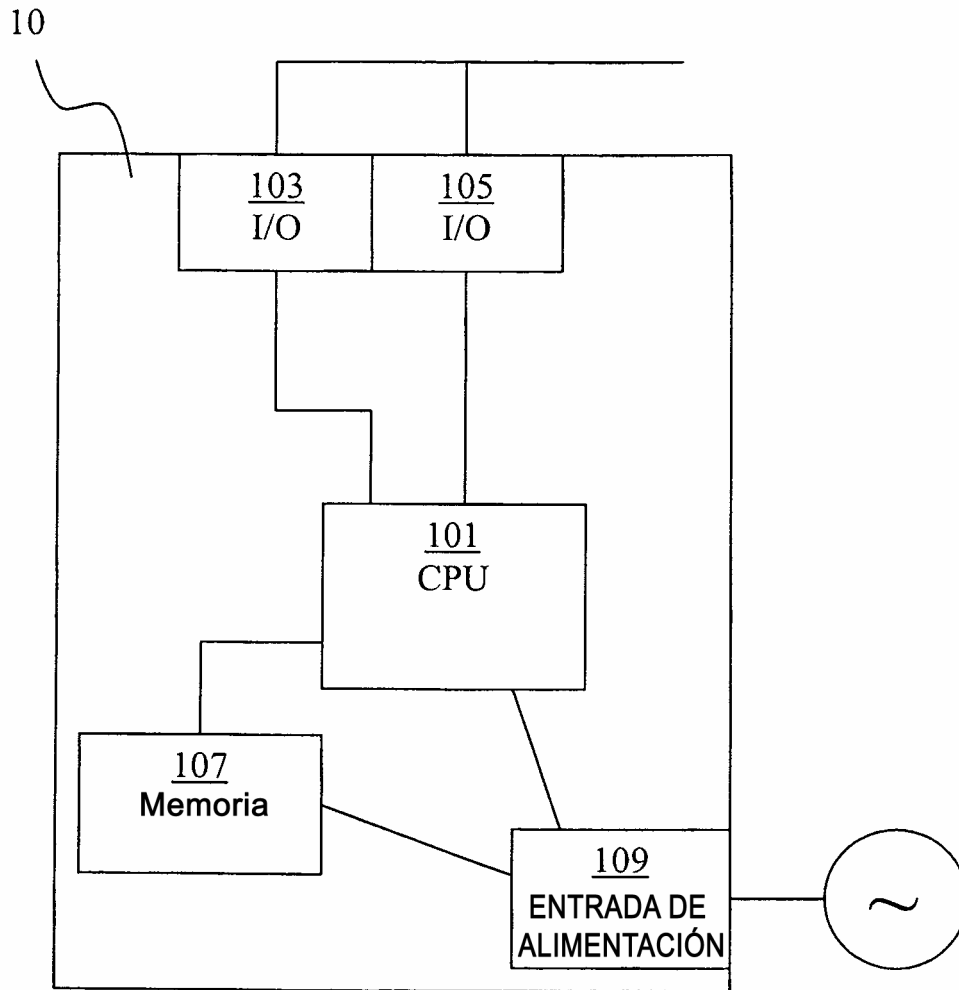 10
103
I/O
105
I/O
101
CPU
107
Memoria
109
ENTRADA DE
ALIMENTACIÓN
~